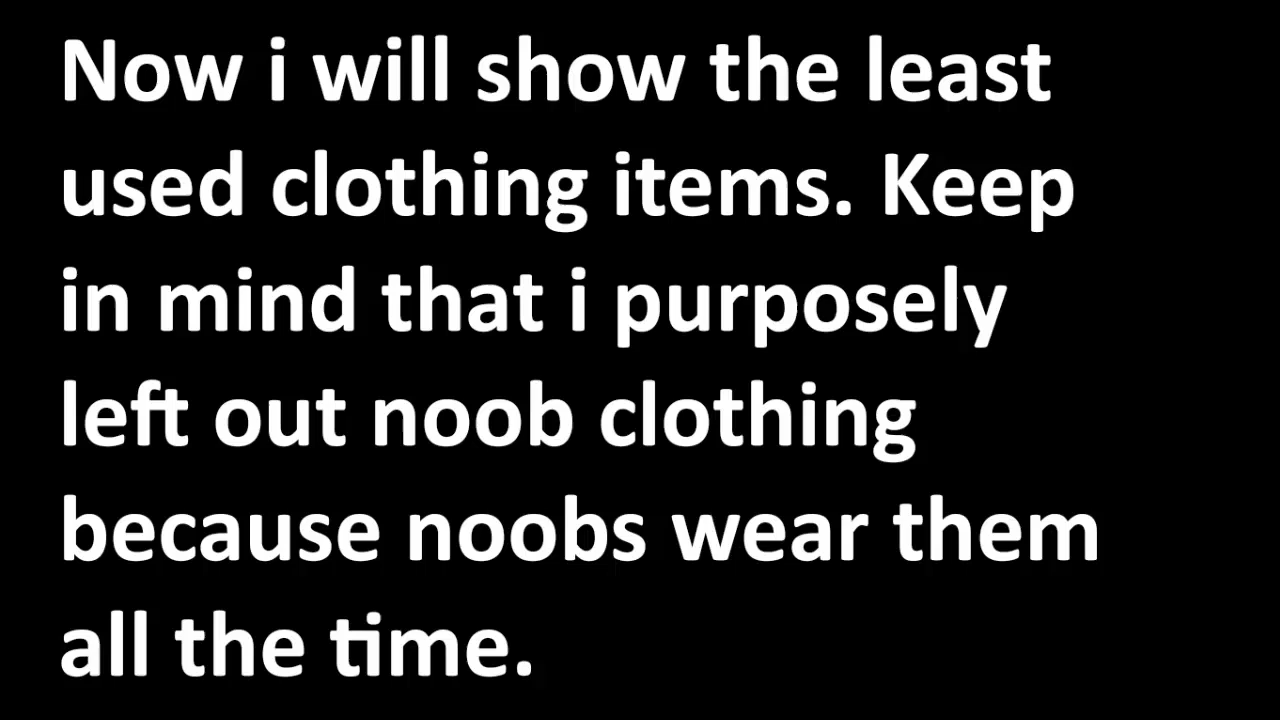 Now i will show the least
used clothing items. Keep
in mind that i purposely
left out noob clothing
because noobs wear them
all the time.